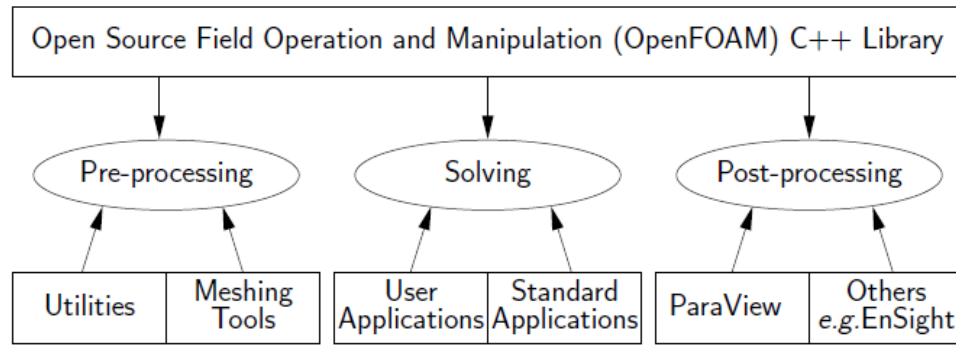 Open Source Field Operation and Manipulation (OpenFOAM) C++ Library
Pre-processing
Solving
Post-processing
Utilities
Meshing
Tools
User
Applications
Standard
Applications
ParaView
Others
e.g.EnSight